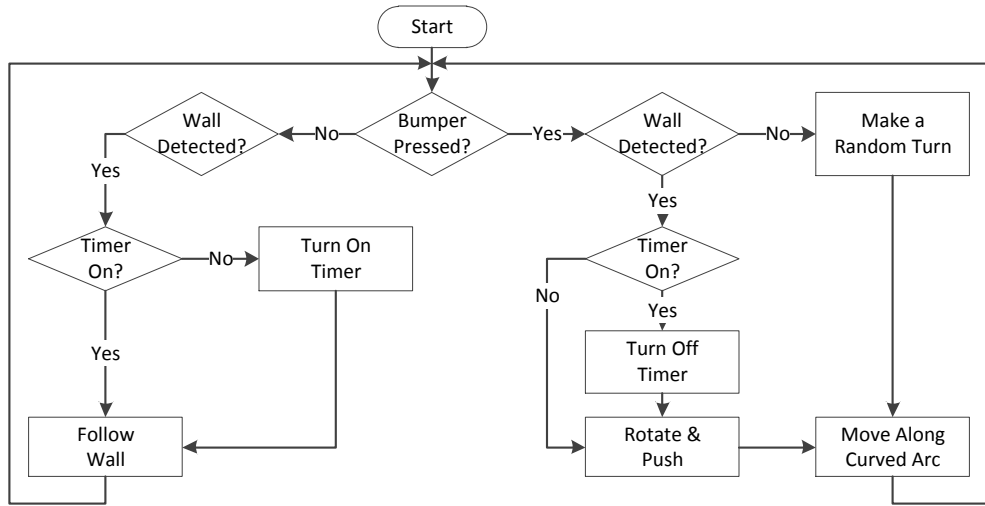 Start
Wall
Detected?
No
Bumper
Pressed?
Yes
Wall
Detected?
No
Make a
Random Turn
Yes
Yes
Timer
On?
No
Turn On
Timer
Timer
On?
No
Yes
Yes
Turn Off
Timer
Follow
Wall
Rotate &
Push
Move Along
Curved Arc